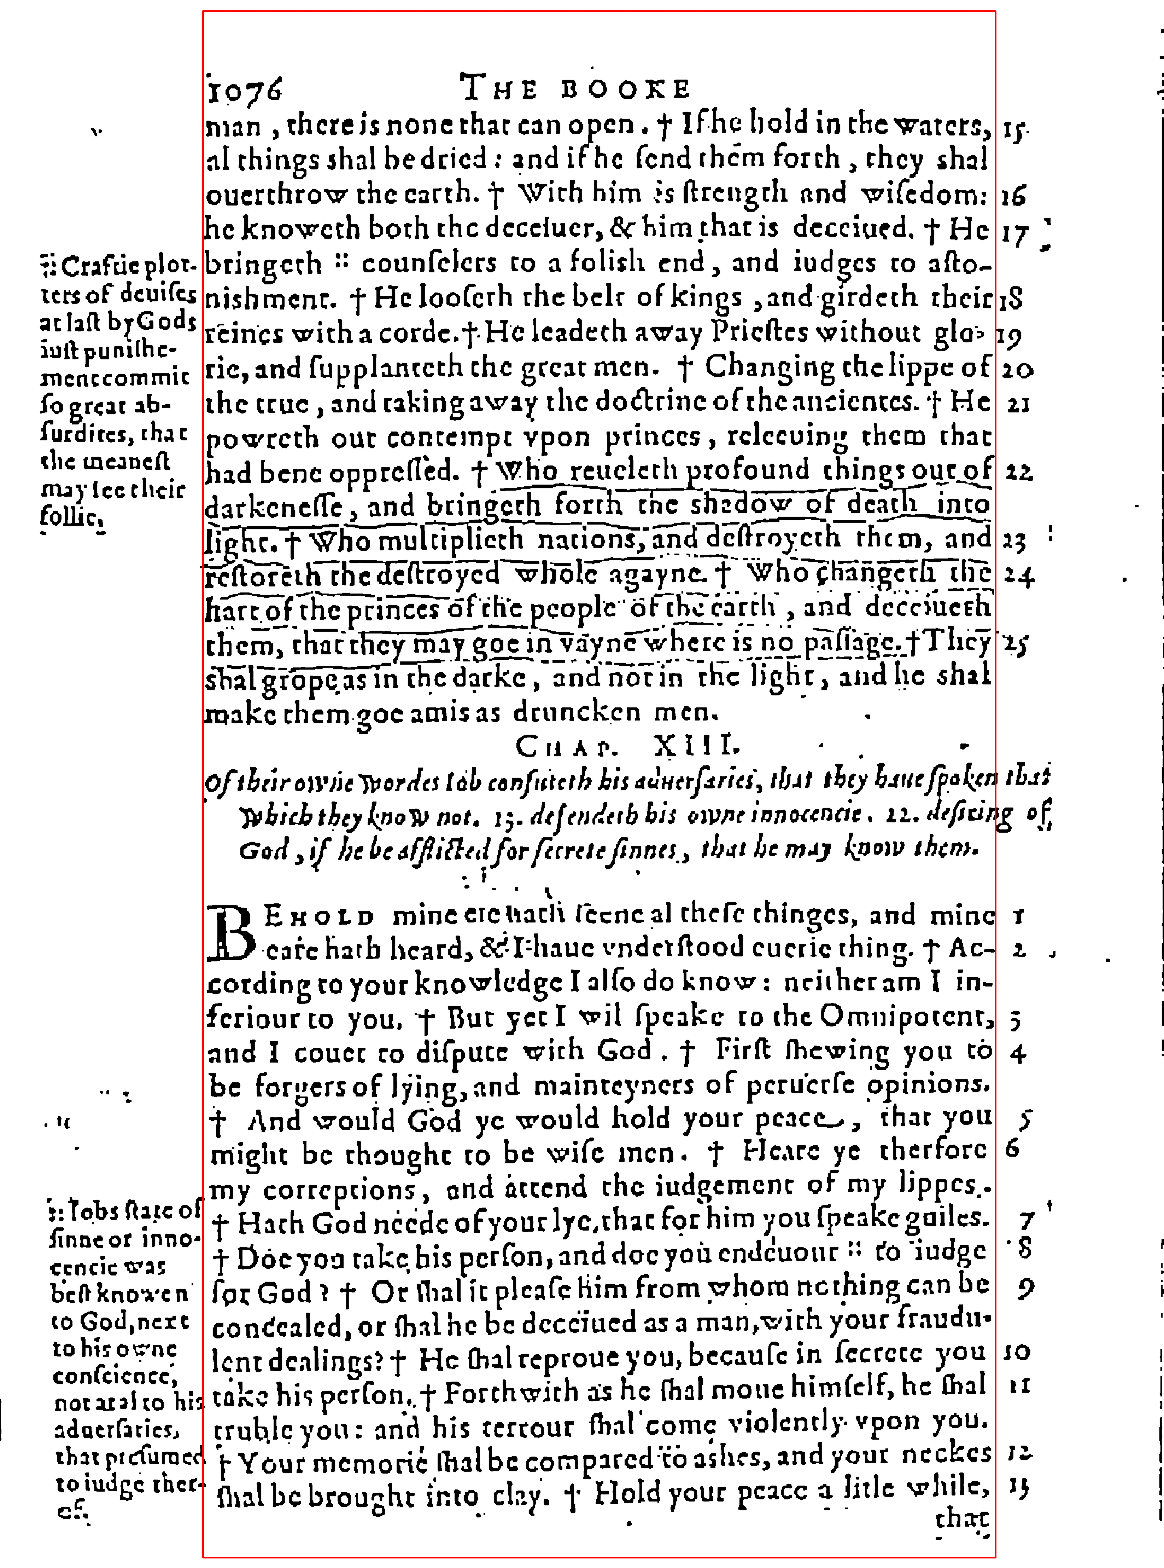 1076 THE BOOKE
man, there is none that can open. † If he hold in the waters, 15
al things shal be dried: and if he ſend them forth, they shal
ouerthrow the earth. † With him is ſtrength and wiſedom: 16
he knoweth both the deceiuer, & him that is deceiued. † He 17
bringeth :: counſelers to a folish end, and iudges to aſto-
nishment. † He looſeth the belt of kings, and girdeth their 18
reines with a corde. † He leadeth away Prieſtes without glo- 19
rie, and ſupplanteth the great men. † Changing the lippe of 20
the true, and taking away the doctrine of the ancientes. † He 21
powreth out contempt vpon princes, releeuing them that
had bene oppreſſed. † Who reueleth profound things out of 22
darkeneſſe, and bringeth forth the shadow of death into
light. † Who multiplieth nations, and deſtroyeth them, and 23
reſtoreth the deſtroyed whole agayne. † Who changeth the 24
hart of the princes of the people of the earth, and deceiueth
them, that they may goe in vayne where is no paſſage. † They 25
shal grope as in the darke, and not in the light, and he shal
make them goe amis as druncken men.
:: Craftie plot-
ters of deuiſes
at laſt by Gods
iuſt puniſhe-
ment commit
ſo great ab-
ſurdites, that
the meaneſt
may ſee their
follie.
CHAP. XIII.
Of their owne wordes Iob confuteth his aduerſaries, that they haue ſpoken that
which they know not. 13. defendeth his owne innocencie. 22. deſiring of
God, if he be afflicted for ſecrete ſinnes, that he may know them.
BEHOLD mine eie hath ſeene al theſe thinges, and mine 1
eare hath heard, & I haue vnderſtood euerie thing. † Ac- 2
cording to your knowledge I alſo do know: neither am I in-
feriour to you. † But yet I wil ſpeake to the Omnipotent, 3
and I couet to diſpute with God. † Firſt ſhewing you to 4
be forgers of lying, and mainteyners of peruerſe opinions.
† And would God ye would hold your peace, that you 5
might be thought to be wiſe men. † Heare ye therfore 6
my correptions, and attend the iudgement of my lippes.
† Hath God neede of your lye, that for him you ſpeake guiles. 7
† Doe you take his perſon, and doe you endeuour :: to iudge 8
for God? † Or ſhal it pleaſe him from whom nothing can be 9
concealed, or ſhal he be deceiued as a man, with your fraudu-
lent dealings? † He ſhal reproue you, becauſe in ſecrete you 10
take his perſon. † Forthwith as he ſhal moue himſelf, he ſhal 11
truble you: and his terrour ſhal come violently vpon you.
† Your memorie ſhal be compared to ashes, and your neckes 12
ſhal be brought into clay. † Hold your peace a litle while, 13
that
:: Iobs ſtate of
ſinne or inno-
cencie was
beſt knowen
to God, next
to his owne
conſcience,
not at al to his
aduerſaries,
that preſumed
to iudge ther-
of.